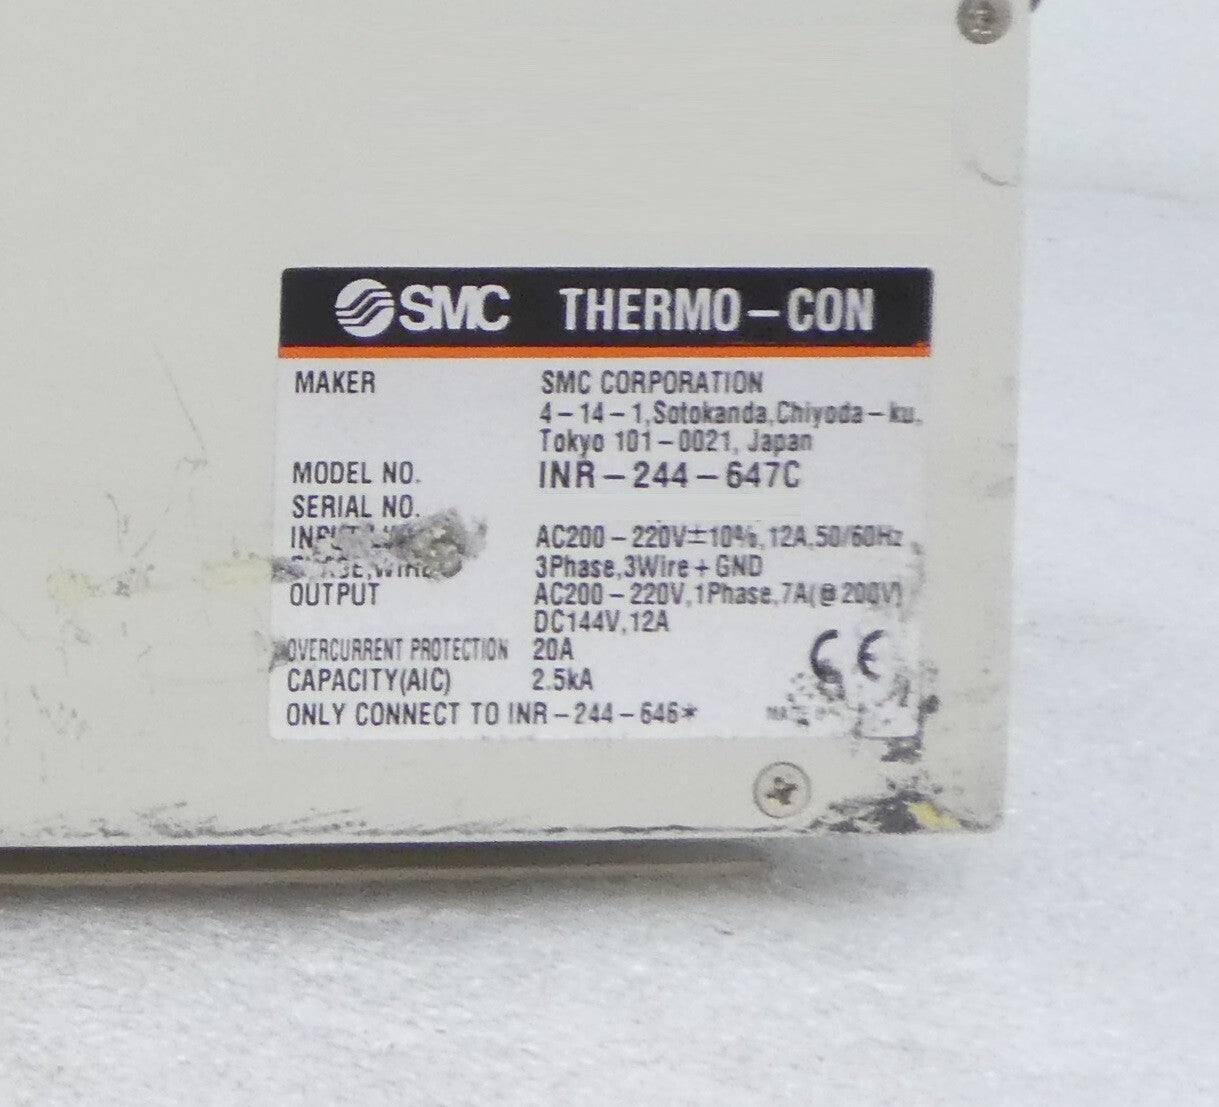 SMC THERMO-CON
MAKER SMC CORPORATION
4-14-1,Sotokanda,Chiyoda-ku,
Tokyo 101-0021, Japan
MODEL NO. INR-244-647C
SERIAL NO.
AC200-220V±10%,12A,50/60Hz
3Phase,3Wire+GND
OUTPUT AC200-220V,1Phase,7A(@200V)
DC144V,12A
OVERCURRENT PROTECTION 20A
CAPACITY(AIC) 2.5kA
CE
ONLY CONNECT TO INR-244-646*